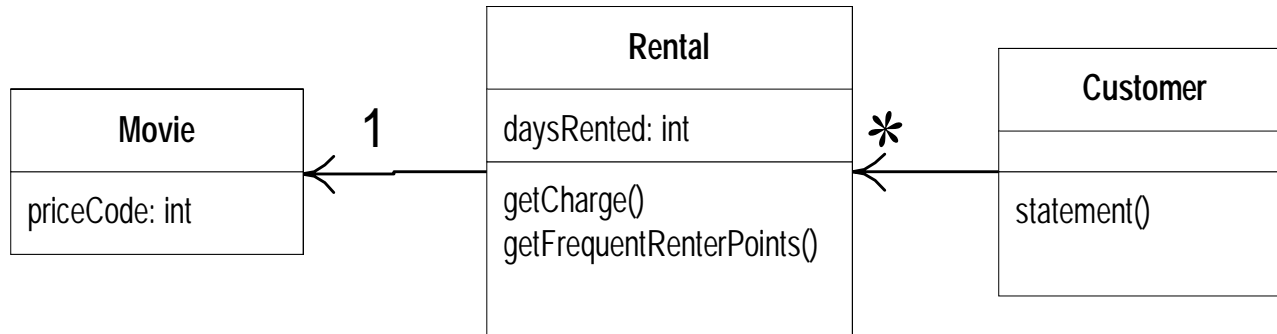 Movie
priceCode: int
1
Rental
daysRented: int
getCharge()
getFrequentRenterPoints()
*
Customer
statement()